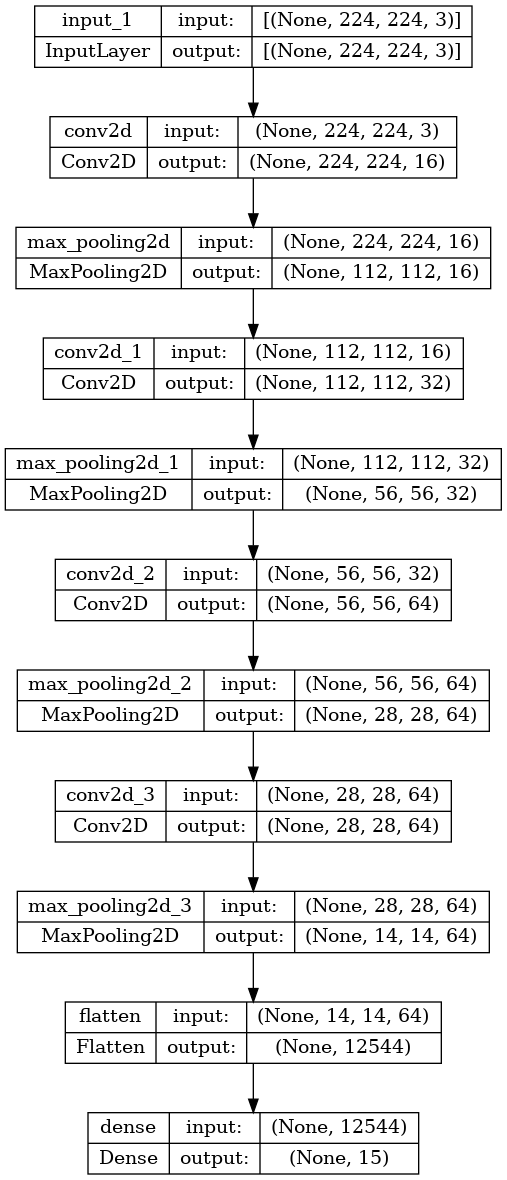 input_1 input: [(None, 224, 224, 3)]
InputLayer output: [(None, 224, 224, 3)]
conv2d input: (None, 224, 224, 3)
Conv2D output: (None, 224, 224, 16)
max_pooling2d input: (None, 224, 224, 16)
MaxPooling2D output: (None, 112, 112, 16)
conv2d_1 input: (None, 112, 112, 16)
Conv2D output: (None, 112, 112, 32)
max_pooling2d_1 input: (None, 112, 112, 32)
MaxPooling2D output: (None, 56, 56, 32)
conv2d_2 input: (None, 56, 56, 32)
Conv2D output: (None, 56, 56, 64)
max_pooling2d_2 input: (None, 56, 56, 64)
MaxPooling2D output: (None, 28, 28, 64)
conv2d_3 input: (None, 28, 28, 64)
Conv2D output: (None, 28, 28, 64)
max_pooling2d_3 input: (None, 28, 28, 64)
MaxPooling2D output: (None, 14, 14, 64)
flatten input: (None, 14, 14, 64)
Flatten output: (None, 12544)
dense input: (None, 12544)
Dense output: (None, 15)